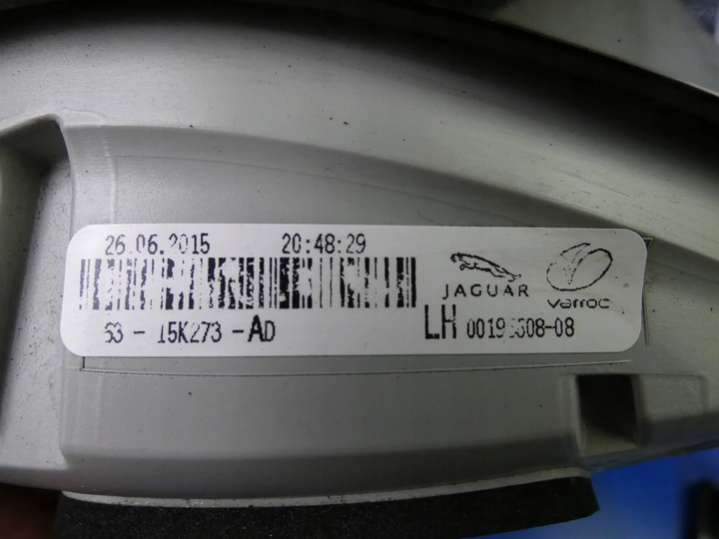 26.06.2015 20:48:29
JAGUAR varroc
15K273 - AD LH